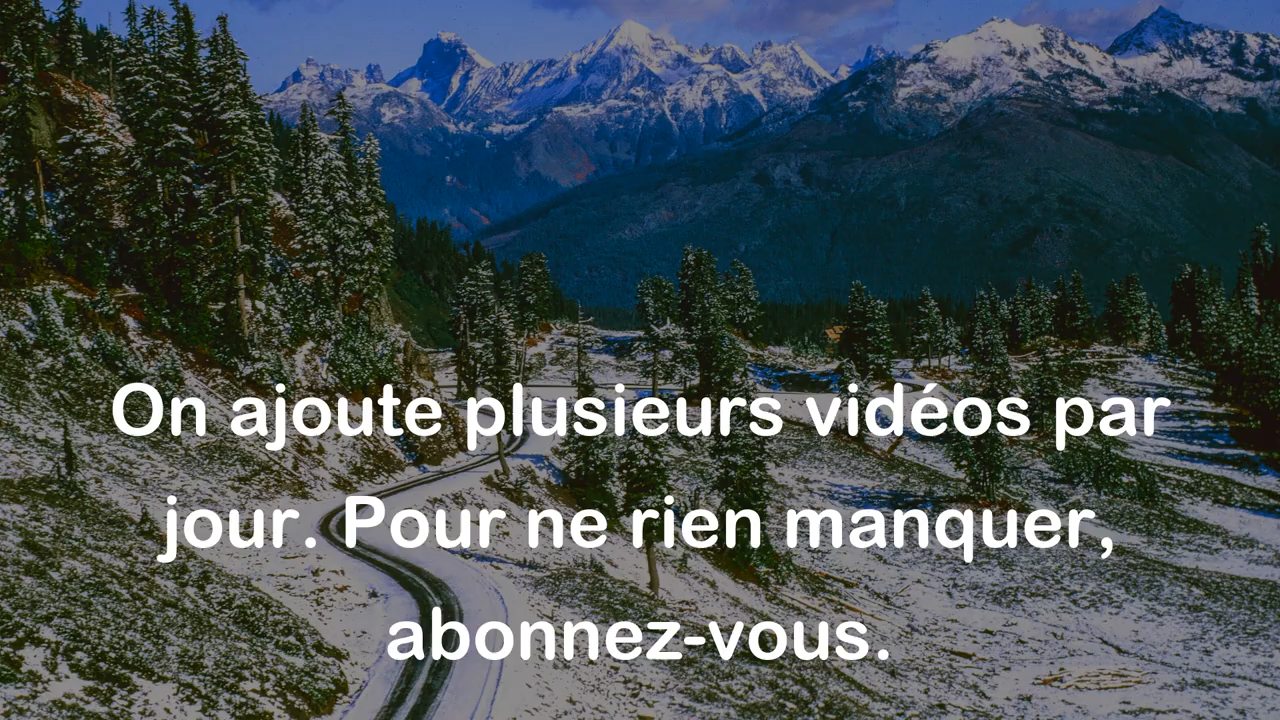 On ajoute plusieurs vidéos par
jour. Pour ne rien manquer,
abonnez-vous.